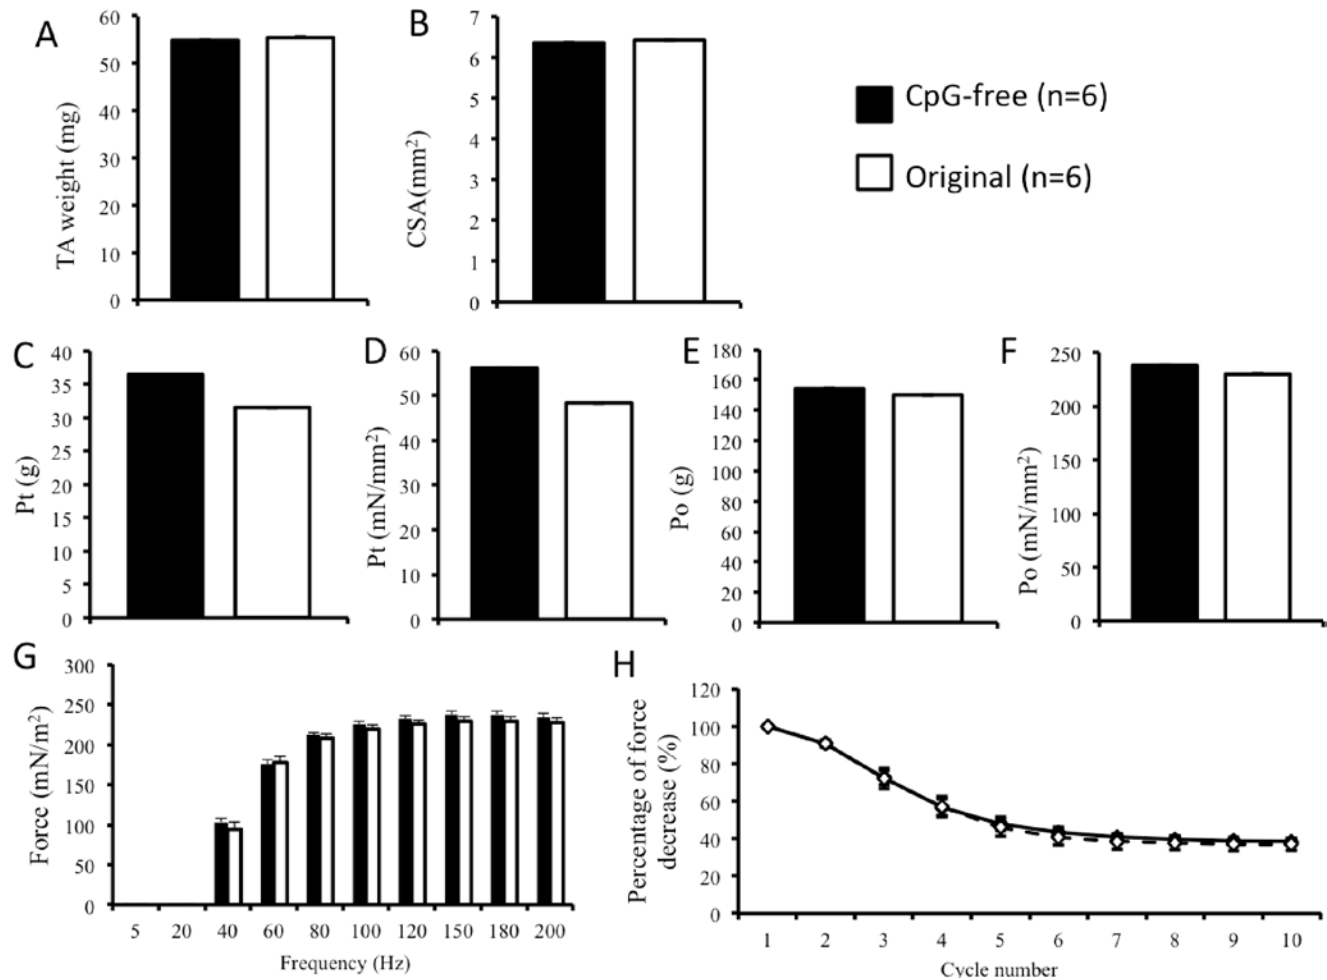 A
TA weight (mg)
60
50
40
30
20
10
0
B
CSA(mm²)
7
6
5
4
3
2
1
0
CpG-free (n=6)
Original (n=6)
C
Pt (g)
40
35
30
25
20
15
10
5
0
D
Pt (mN/mm²)
60
50
40
30
20
10
0
E
Po (g)
180
160
140
120
100
80
60
40
20
0
F
Po (mN/mm²)
250
200
150
100
50
0
G
Force (mN/m²)
300
250
200
150
100
50
0
5 20 40 60 80 100 120 150 180 200
Frequency (Hz)
H
Percentage of force
decrease (%)
120
100
80
60
40
20
0
1 2 3 4 5 6 7 8 9 10
Cycle number